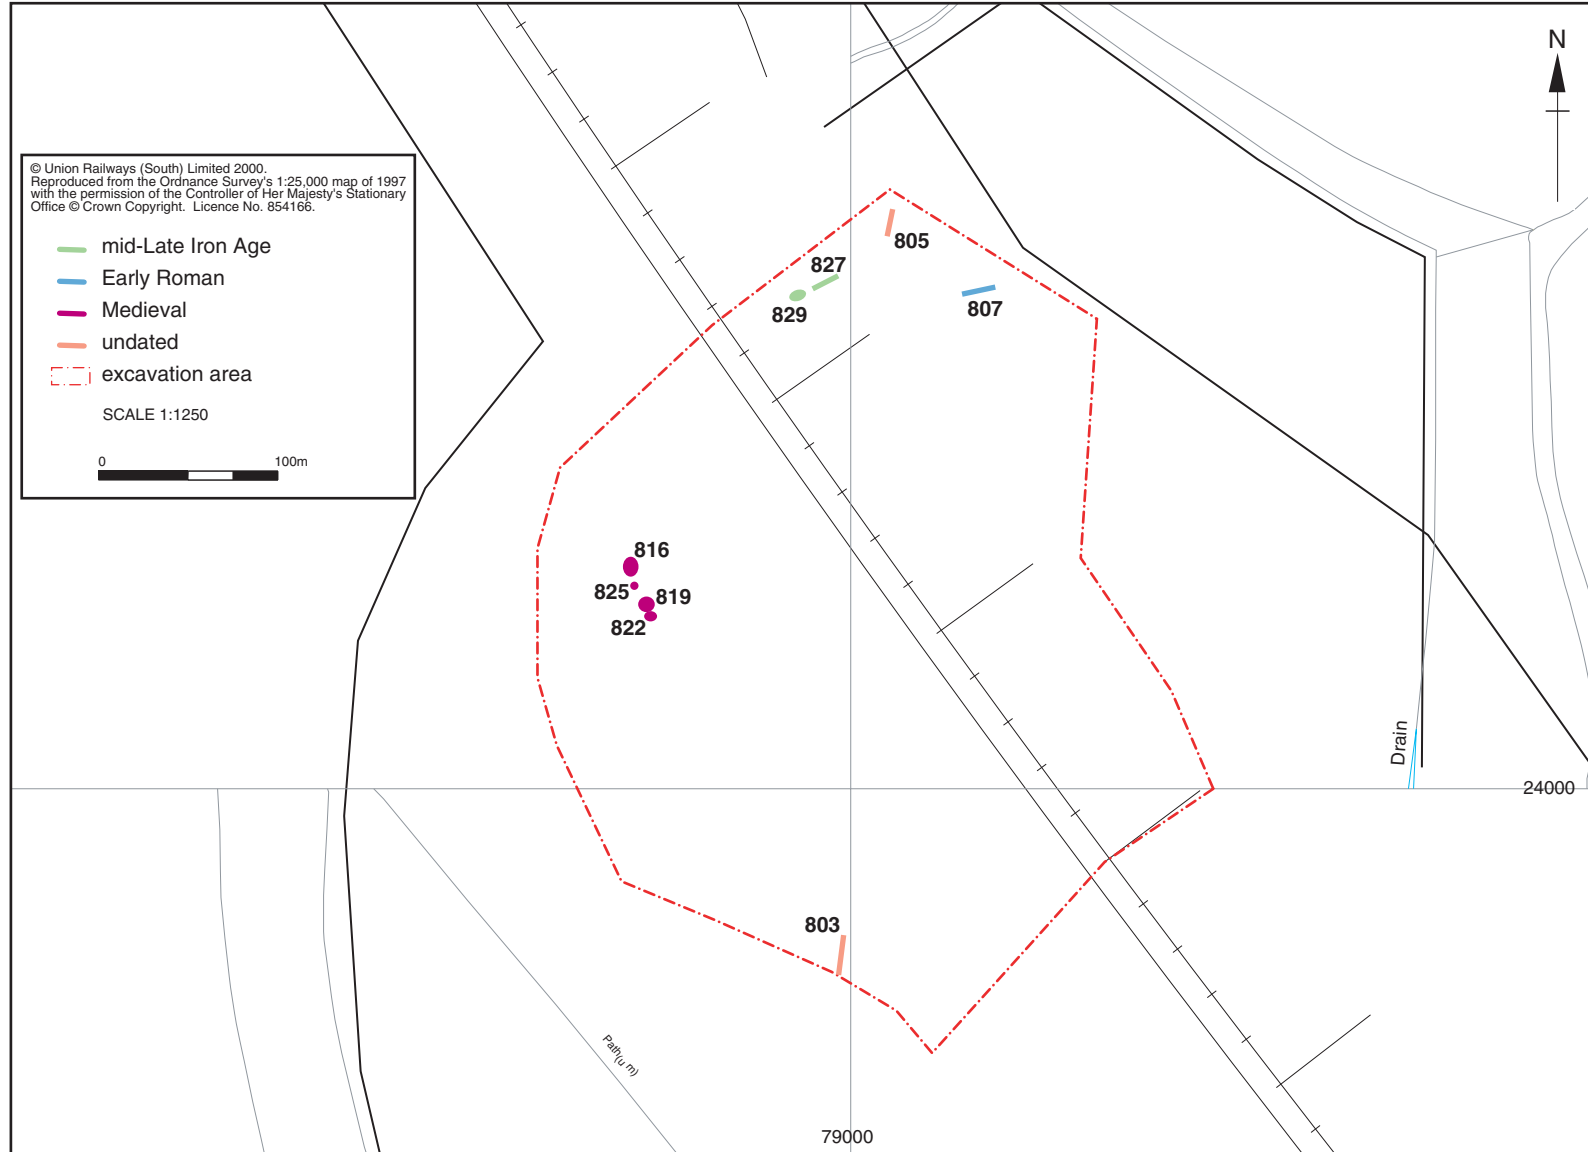 N
© Union Railways (South) Limited 2000.
Reproduced from the Ordnance Survey's 1:25,000 map of 1997
with the permission of the Controller of Her Majesty's Stationary
Office © Crown Copyright. Licence No. 854166.
mid-Late Iron Age
Early Roman
Medieval
undated
excavation area
SCALE 1:1250
0 100m
805
827
829
807
816
825
819
822
Drain
24000
803
Path (u m)
79000